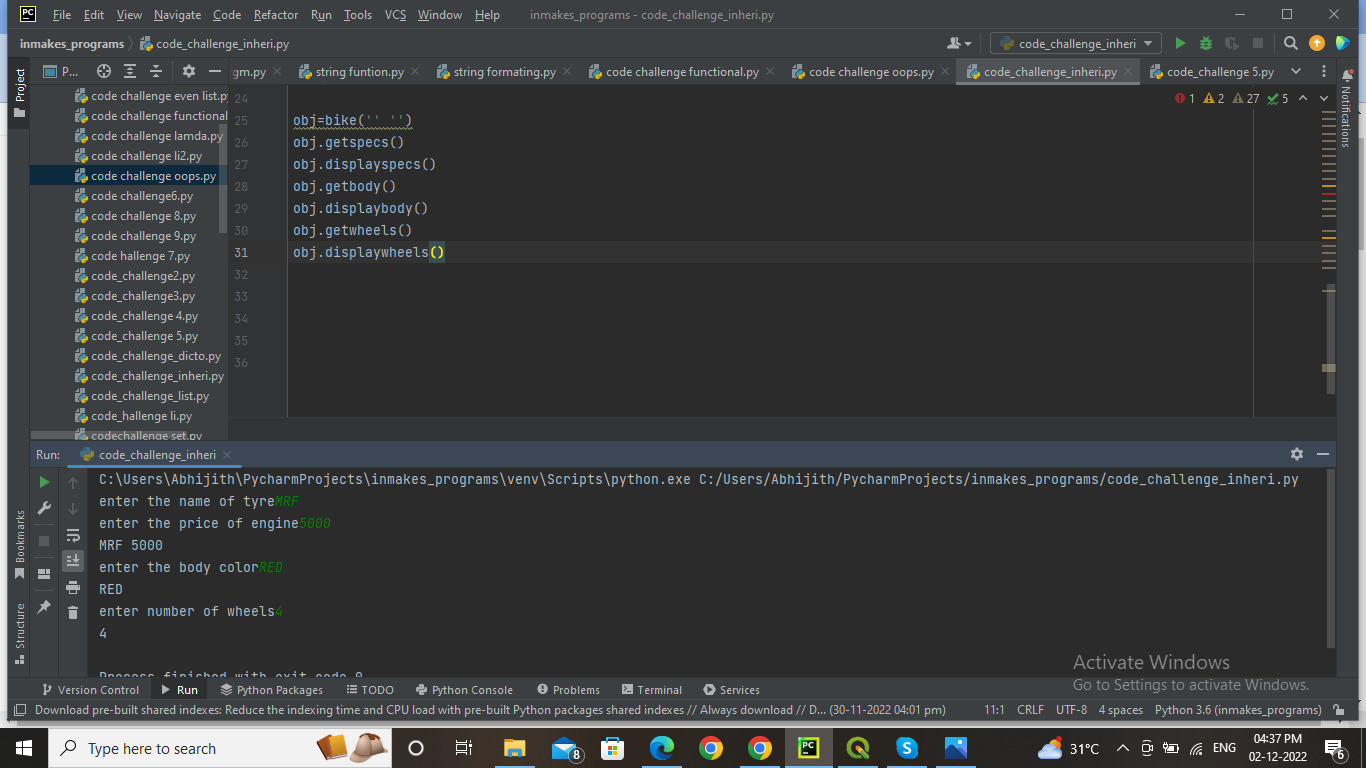 PC File Edit View Navigate Code Refactor Run Tools VCS Window Help inmakes_programs - code_challenge_inheri.py
inmakes_programs code_challenge_inheri.py code_challenge_inheri
Project P... gm.py string funtion.py string formating.py code challenge functional.py code challenge oops.py code_challenge_inheri.py code_challenge 5.py
Notifications
code challenge even list.py
code challenge functional
code challenge lamda.py
code challenge li2.py
code challenge oops.py
code challenge6.py
code challenge 8.py
code challenge 9.py
code hallenge 7.py
code_challenge2.py
code_challenge3.py
code_challenge 4.py
code_challenge 5.py
code_challenge_dicto.py
code_challenge_inheri.py
code_challenge_list.py
code_hallenge li.py
codechallenge set.py
1 2 27 5
24
25 obj=bike('' '')
26 obj.getspecs()
27 obj.displayspecs()
28 obj.getbody()
29 obj.displaybody()
30 obj.getwheels()
31 obj.displaywheels()
32
33
34
35
36
Run: code_challenge_inheri
C:\Users\Abhijith\PycharmProjects\inmakes_programs\venv\Scripts\python.exe C:/Users/Abhijith/PycharmProjects/inmakes_programs/code_challenge_inheri.py
enter the name of tyreMRF
enter the price of engine5000
MRF 5000
enter the body colorRED
RED
enter number of wheels4
4
Process finished with exit code 0
Bookmarks
Structure
Activate Windows
Go to Settings to activate Windows.
Version Control Run Python Packages TODO Python Console Problems Terminal Services
Download pre-built shared indexes: Reduce the indexing time and CPU load with pre-built Python packages shared indexes // Always download // D... (30-11-2022 04:01 pm) 11:1 CRLF UTF-8 4 spaces Python 3.6 (inmakes_programs)
Type here to search 8 PC S 31°C ENG 04:37 PM
02-12-2022 6